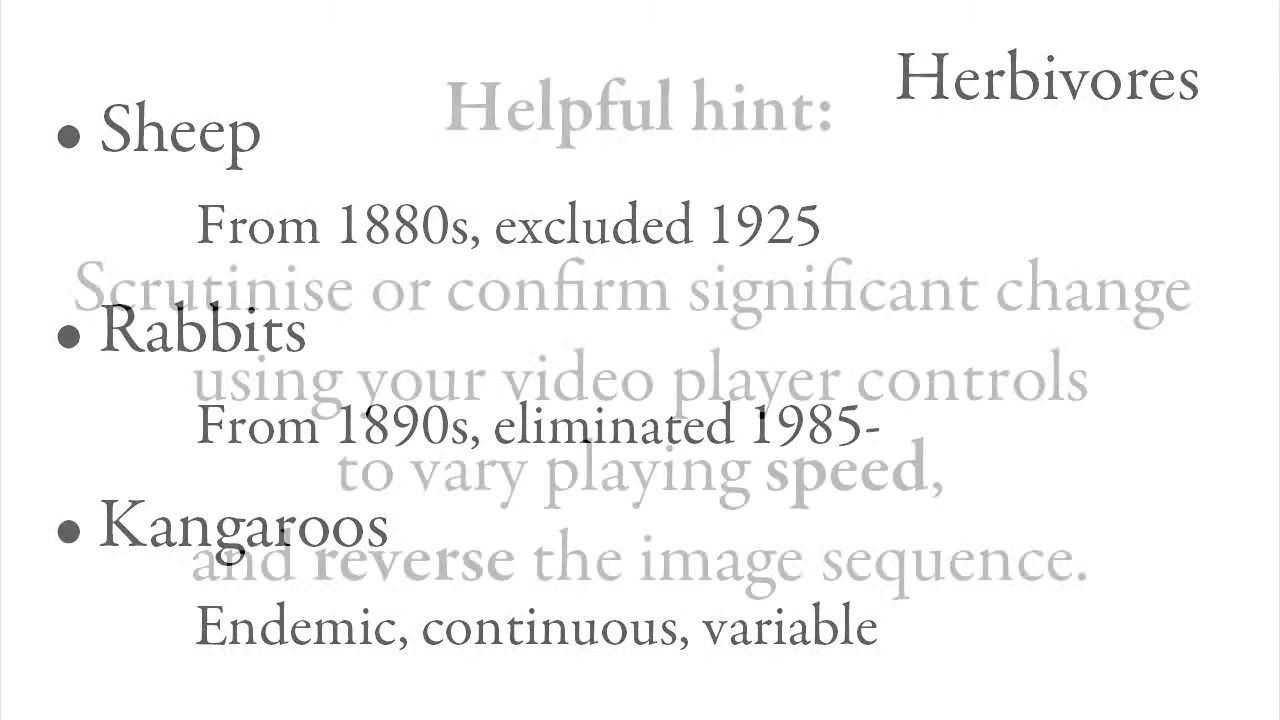 Herbivores
• Sheep
From 1880s, excluded 1925
• Rabbits
From 1890s, eliminated 1985-
• Kangaroos
Endemic, continuous, variable
Helpful hint:
Scrutinise or confirm significant change
using your video player controls
to vary playing speed,
and reverse the image sequence.